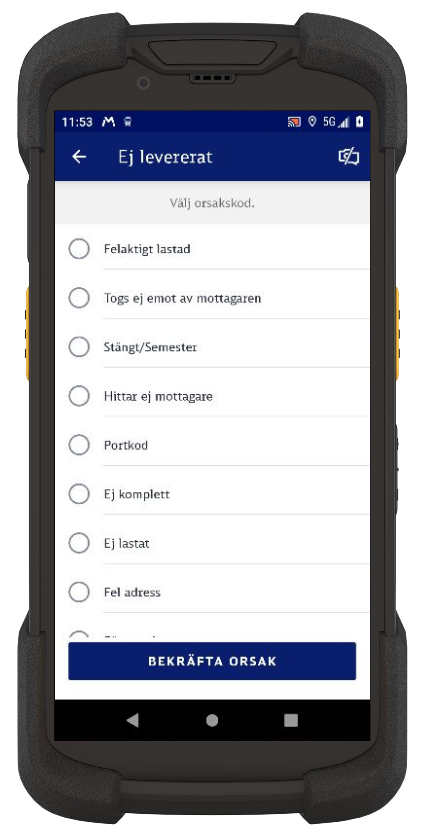 11:53 5G
Ej levererat
Välj orsakskod.
Felaktigt lastad
Togs ej emot av mottagaren
Stängt/Semester
Hittar ej mottagare
Portkod
Ej komplett
Ej lastat
Fel adress
BEKRÄFTA ORSAK